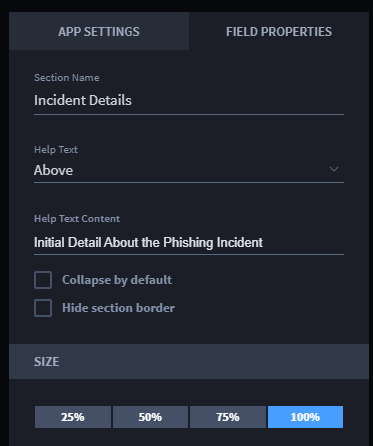 APP SETTINGS FIELD PROPERTIES
Section Name
Incident Details
Help Text
Above
Help Text Content
Initial Detail About the Phishing Incident
Collapse by default
Hide section border
SIZE
25% 50% 75% 100%